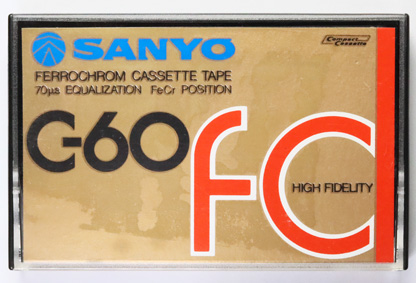 SANYO
Compact
Cassette
FERROCHROM CASSETTE TAPE
70μs EQUALIZATION FeCr POSITION
C-60
fC
HIGH FIDELITY